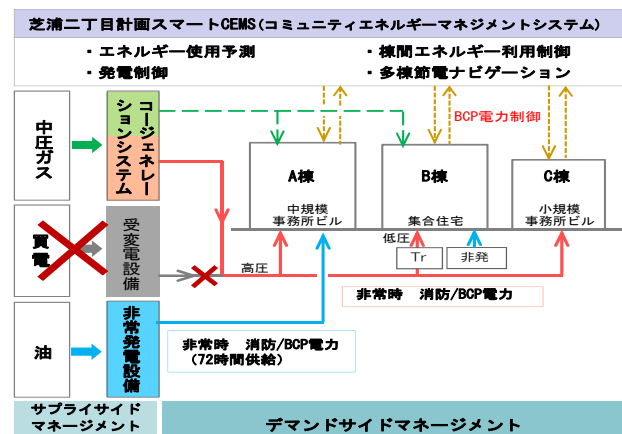 芝浦二丁目計画スマートCEMS(コミュニティエネルギーマネジメントシステム)
・エネルギー使用予測
・棟間エネルギー利用制御
・発電制御
・多棟節電ナビゲーション
中圧ガス
コージェネレー
ションシステム
BCP電力制御
A棟
中規模
事務所ビル
B棟
集合住宅
C棟
小規模
事務所ビル
買電
受変電設備
高圧
低圧
Tr
非発
非常時 消防/BCP電力
油
非常発電設備
非常時 消防/BCP電力
(72時間供給)
サプライサイド
マネージメント
デマンドサイドマネージメント